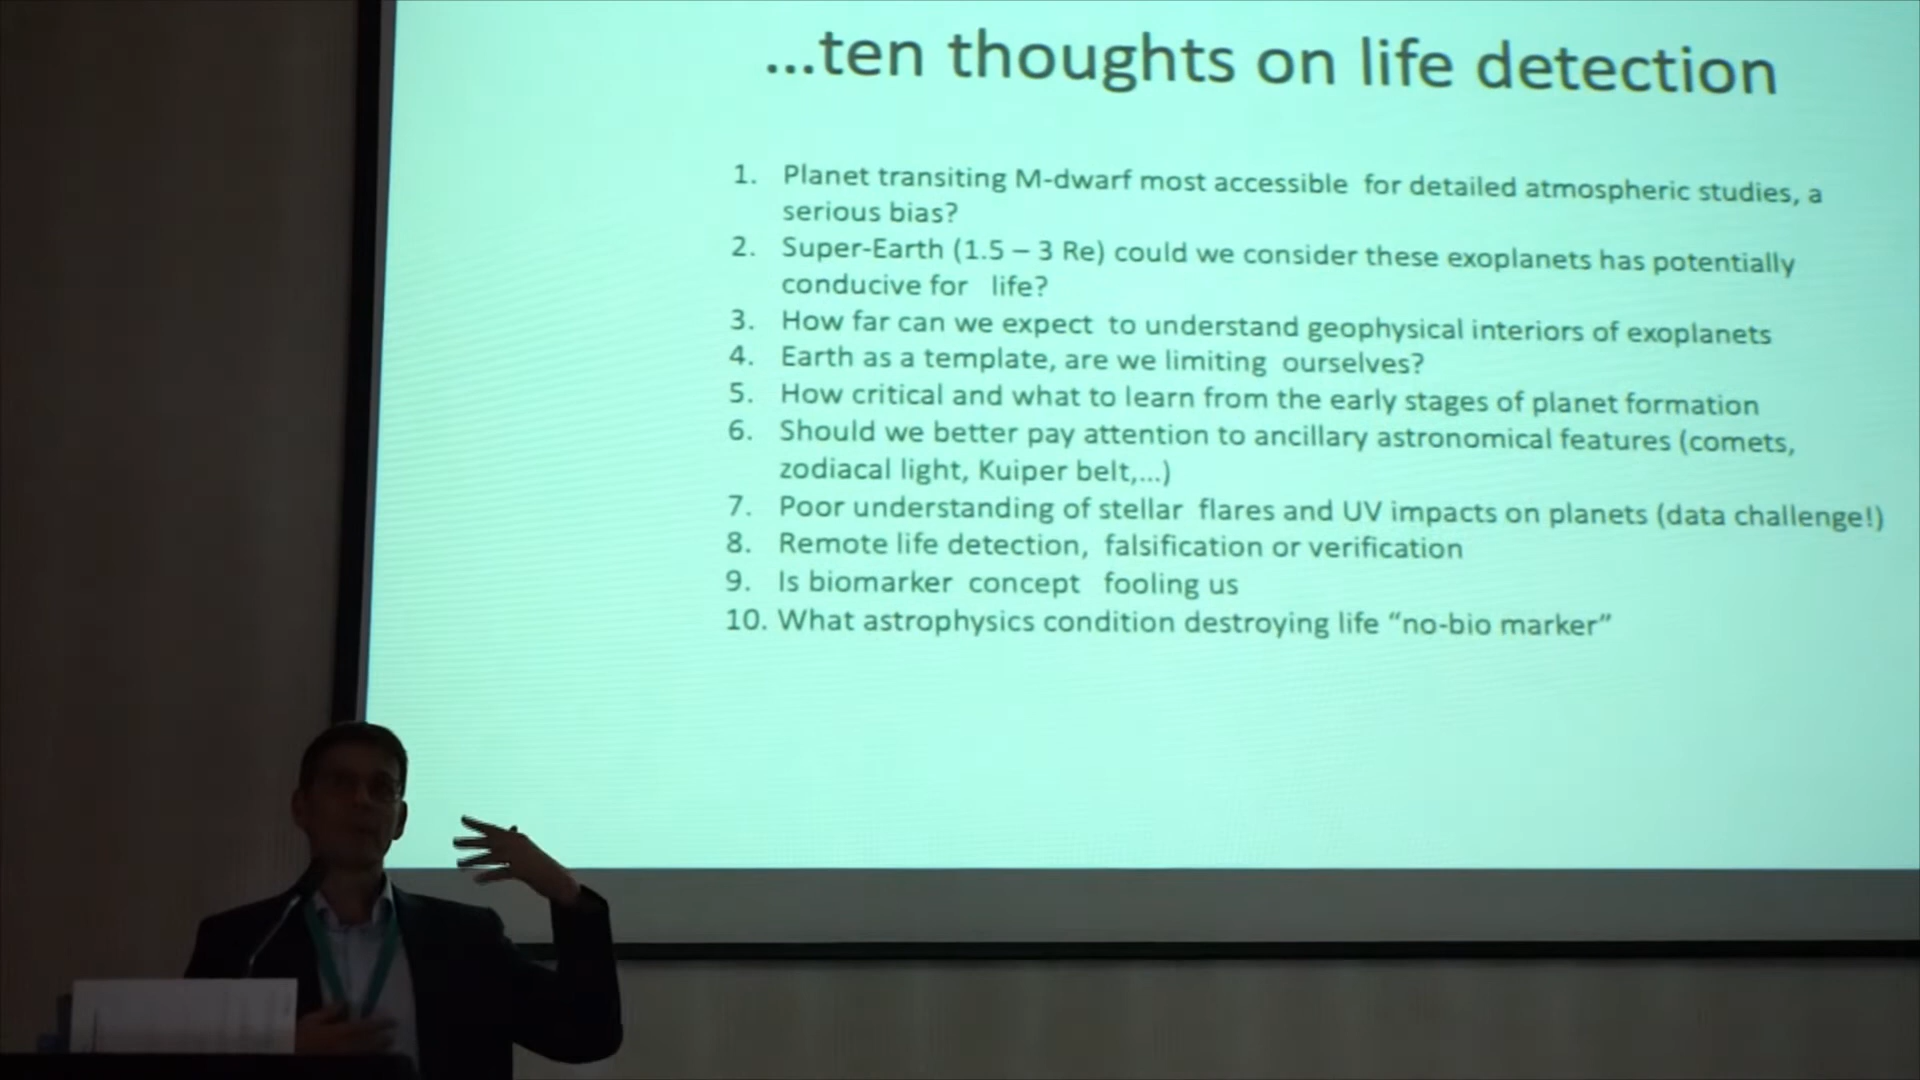 ...ten thoughts on life detection
1. Planet transiting M-dwarf most accessible for detailed atmospheric studies, a
serious bias?
2. Super-Earth (1.5 – 3 Re) could we consider these exoplanets has potentially
conducive for life?
3. How far can we expect to understand geophysical interiors of exoplanets
4. Earth as a template, are we limiting ourselves?
5. How critical and what to learn from the early stages of planet formation
6. Should we better pay attention to ancillary astronomical features (comets,
zodiacal light, Kuiper belt,...)
7. Poor understanding of stellar flares and UV impacts on planets (data challenge!)
8. Remote life detection, falsification or verification
9. Is biomarker concept fooling us
10. What astrophysics condition destroying life “no-bio marker”